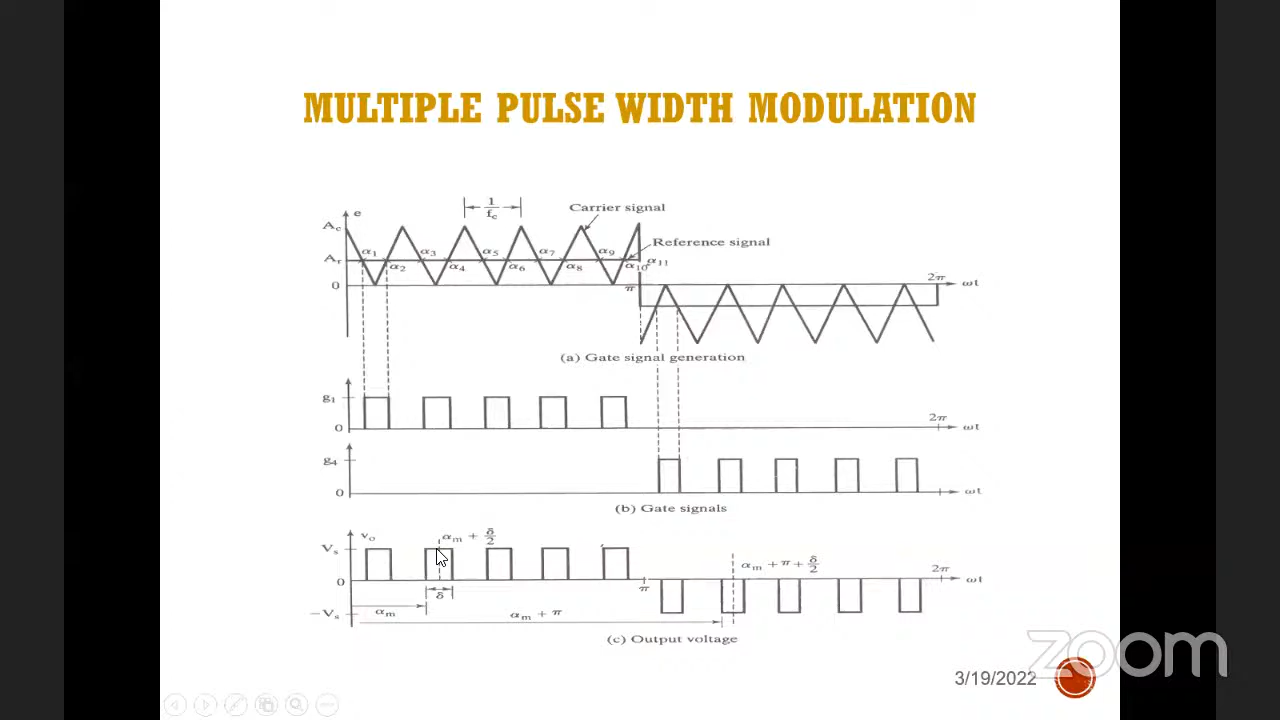 MULTIPLE PULSE WIDTH MODULATION
1/f_c
Carrier signal
A_c
e
Reference signal
α1 α3 α5 α7 α9
A_r
α2 α4 α6 α8 α10 α11
0
π
2π
ωt
(a) Gate signal generation
g1
0
2π
ωt
g4
0
ωt
(b) Gate signals
v_o
α_m + δ/2
V_s
α_m + π + δ/2
0
π
2π
ωt
δ
α_m
α_m + π
−V_s
(c) Output voltage
zoom
3/19/2022